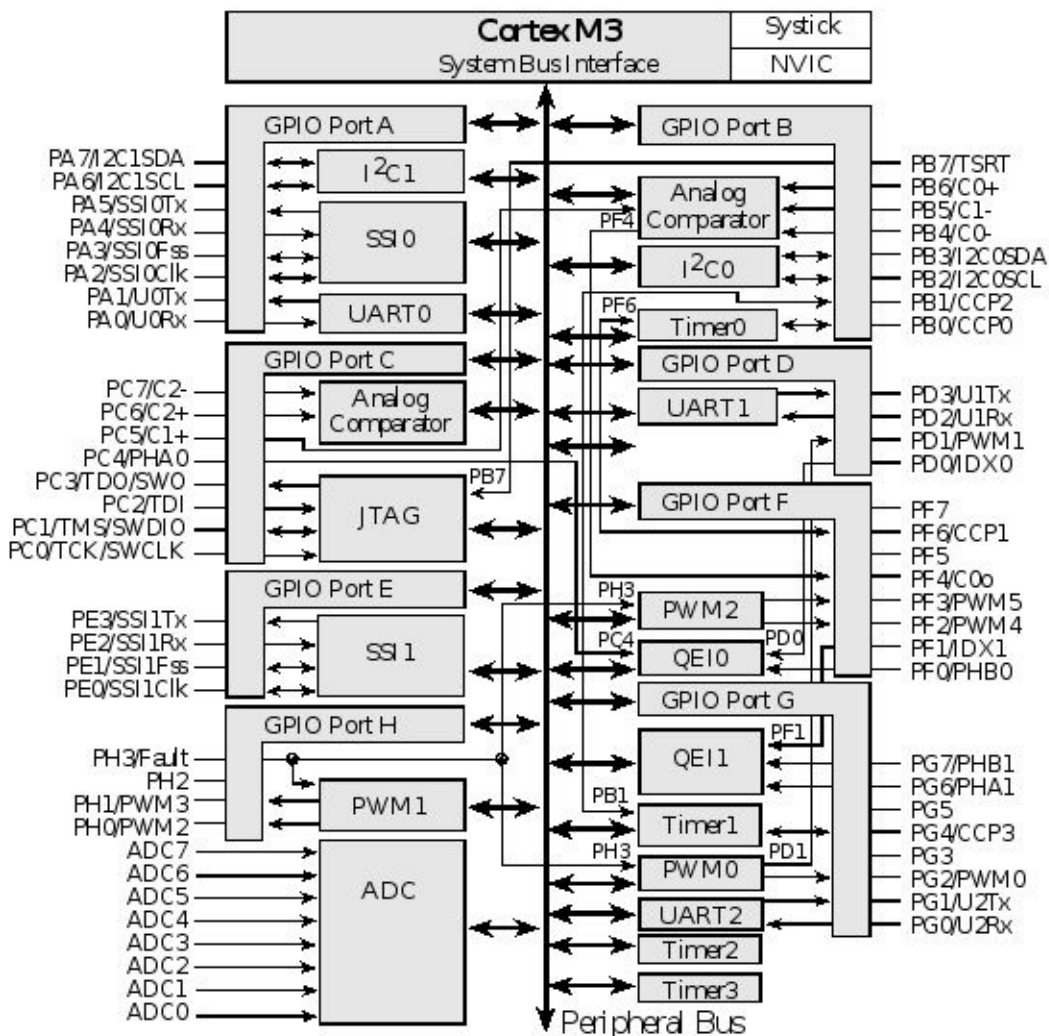 Cortex M3
System Bus Interface
Systick
NVIC
GPIO Port A
PA7/I2C1SDA
PA6/I2C1SCL
PA5/SSI0Tx
PA4/SSI0Rx
PA3/SSI0Fss
PA2/SSI0Clk
PA1/U0Tx
PA0/U0Rx
I²C1
SSI0
UART0
GPIO Port C
PC7/C2-
PC6/C2+
PC5/C1+
PC4/PHA0
PC3/TDO/SWO
PC2/TDI
PC1/TMS/SWDIO
PC0/TCK/SWCLK
Analog
Comparator
PB7
JTAG
GPIO Port E
PE3/SSI1Tx
PE2/SSI1Rx
PE1/SSI1Fss
PE0/SSI1Clk
SSI1
GPIO Port H
PH3/Fault
PH2
PH1/PWM3
PH0/PWM2
PWM1
ADC7
ADC6
ADC5
ADC4
ADC3
ADC2
ADC1
ADC0
ADC
GPIO Port B
PB7/TSRT
PB6/C0+
PB5/C1-
PB4/C0-
PB3/I2C0SDA
PB2/I2C0SCL
PB1/CCP2
PB0/CCP0
Analog
Comparator
PF4
I²C0
PF6
Timer0
GPIO Port D
UART1
PD3/U1Tx
PD2/U1Rx
PD1/PWM1
PD0/IDX0
GPIO Port F
PF7
PF6/CCP1
PF5
PF4/C0o
PF3/PWM5
PF2/PWM4
PF1/IDX1
PF0/PHB0
PH3
PWM2
PC4
PD0
QEI0
GPIO Port G
PF1
QEI1
PG7/PHB1
PG6/PHA1
PG5
PG4/CCP3
PG3
PG2/PWM0
PG1/U2Tx
PG0/U2Rx
PB1
Timer1
PH3
PD1
PWM0
UART2
Timer2
Timer3
Peripheral Bus